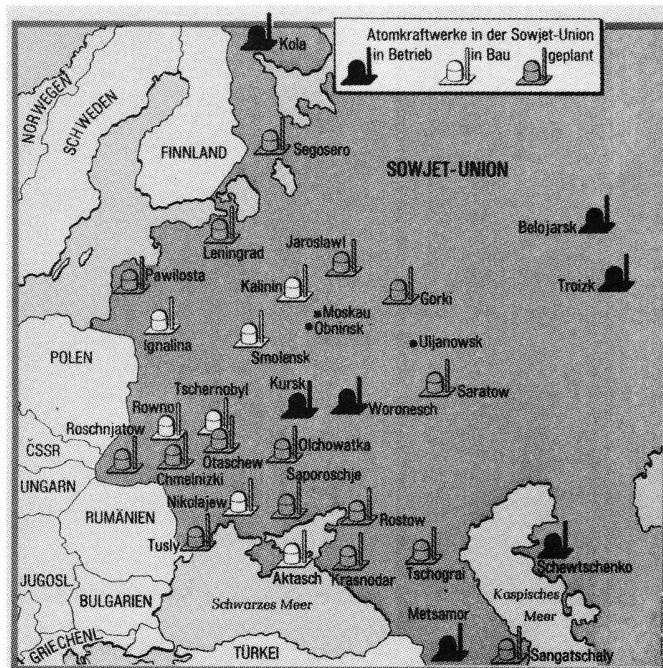 Atomkraftwerke in der Sowjet-Union
in Betrieb in Bau geplant
Kola
NORWEGEN
SCHWEDEN
FINNLAND
Segosero
SOWJET-UNION
Belojarsk
Leningrad
Jaroslawl
Pawilosta
Kalinin
Gorki
Troizk
Moskau
Obninsk
Ignalina
Smolensk
Uljanowsk
POLEN
Saratow
Tschernobyl
Kursk
Woronesch
Rowno
Roschnjatow
Otaschew
Olchowatka
ČSSR
Chmelnizki
Saporoschje
UNGARN
Nikolajew
RUMÄNIEN
Rostow
Tusly
Aktasch
Krasnodar
Tschograi
Schewtschenko
JUGOSL.
BULGARIEN
Schwarzes Meer
Kaspisches
Meer
Metsamor
GRIECHENL.
TÜRKEI
Sangatschaly